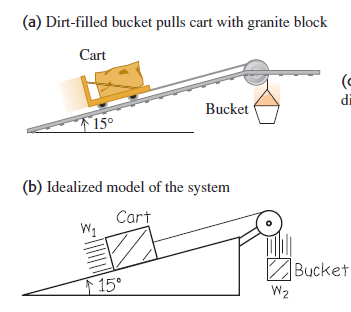 (a) Dirt-filled bucket pulls cart with granite block
Cart
(c
di
Bucket
15°
(b) Idealized model of the system
Cart
W1
Bucket
15°
W2